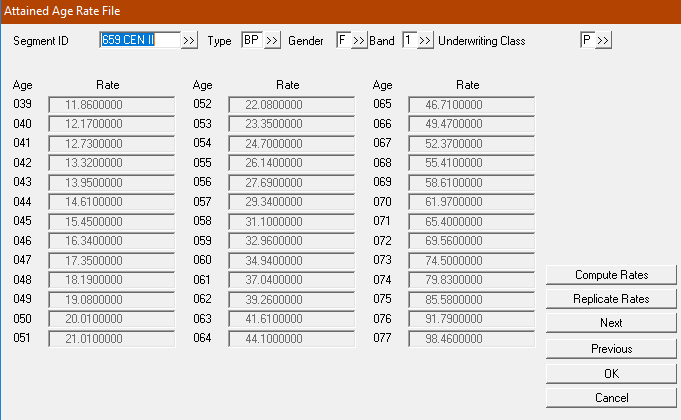 Attained Age Rate File
Segment ID 659 CEN II >> Type BP >> Gender F >> Band 1 >> Underwriting Class P >>
Age Rate Age Rate Age Rate
039 11.8600000 052 22.0800000 065 46.7100000
040 12.1700000 053 23.3500000 066 49.4700000
041 12.7300000 054 24.7000000 067 52.3700000
042 13.3200000 055 26.1400000 068 55.4100000
043 13.9500000 056 27.6900000 069 58.6100000
044 14.6100000 057 29.3400000 070 61.9700000
045 15.4500000 058 31.1000000 071 65.4000000
046 16.3400000 059 32.9600000 072 69.5600000
047 17.3500000 060 34.9400000 073 74.5000000
048 18.1900000 061 37.0400000 074 79.8300000
049 19.0800000 062 39.2600000 075 85.5800000
050 20.0100000 063 41.6100000 076 91.7900000
051 21.0100000 064 44.1000000 077 98.4600000
Compute Rates
Replicate Rates
Next
Previous
OK
Cancel